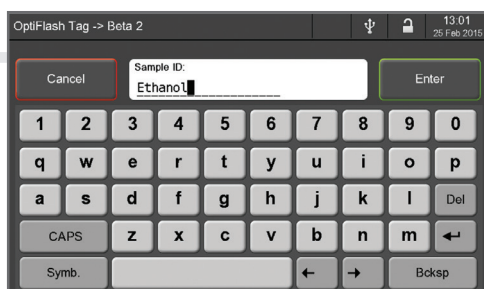 OptiFlash Tag -> Beta 2
13:01
25 Feb 2015
Cancel
Sample ID:
Ethanol
Enter
1 2 3 4 5 6 7 8 9 0
q w e r t y u i o p
a s d f g h j k l Del
CAPS z x c v b n m ↵
Symb. ← → Bcksp